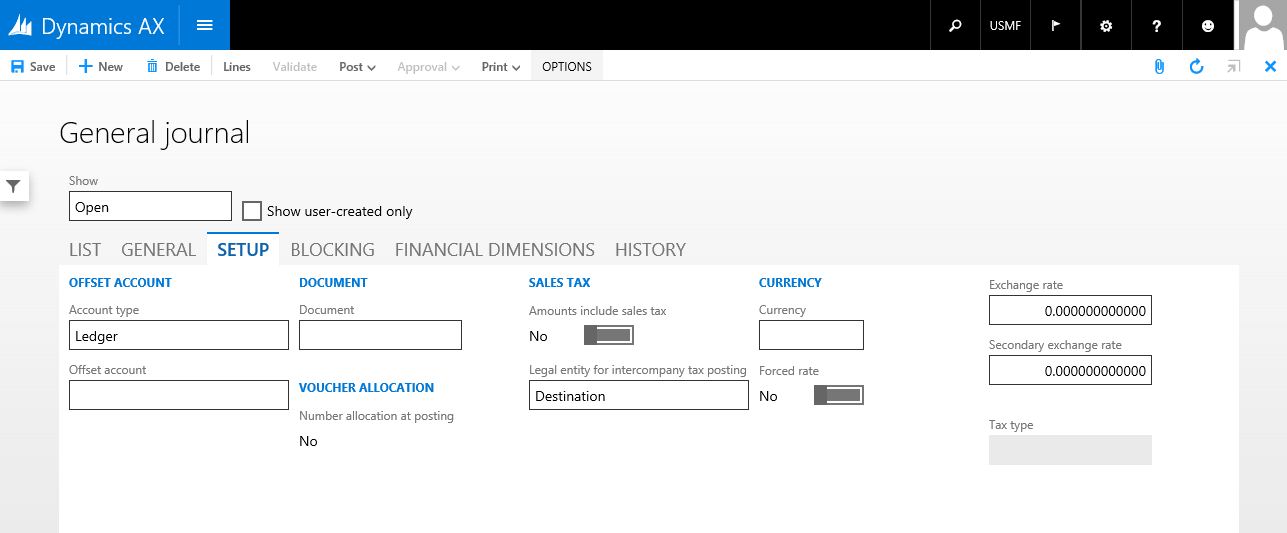 Dynamics AX
USMF
?
Save New Delete Lines Validate Post Approval Print OPTIONS
General journal
Show
Open
Show user-created only
LIST GENERAL SETUP BLOCKING FINANCIAL DIMENSIONS HISTORY
OFFSET ACCOUNT
Account type
Ledger
Offset account
DOCUMENT
Document
VOUCHER ALLOCATION
Number allocation at posting
No
SALES TAX
Amounts include sales tax
No
Legal entity for intercompany tax posting
Destination
CURRENCY
Currency
Forced rate
No
Exchange rate
0.000000000000
Secondary exchange rate
0.000000000000
Tax type